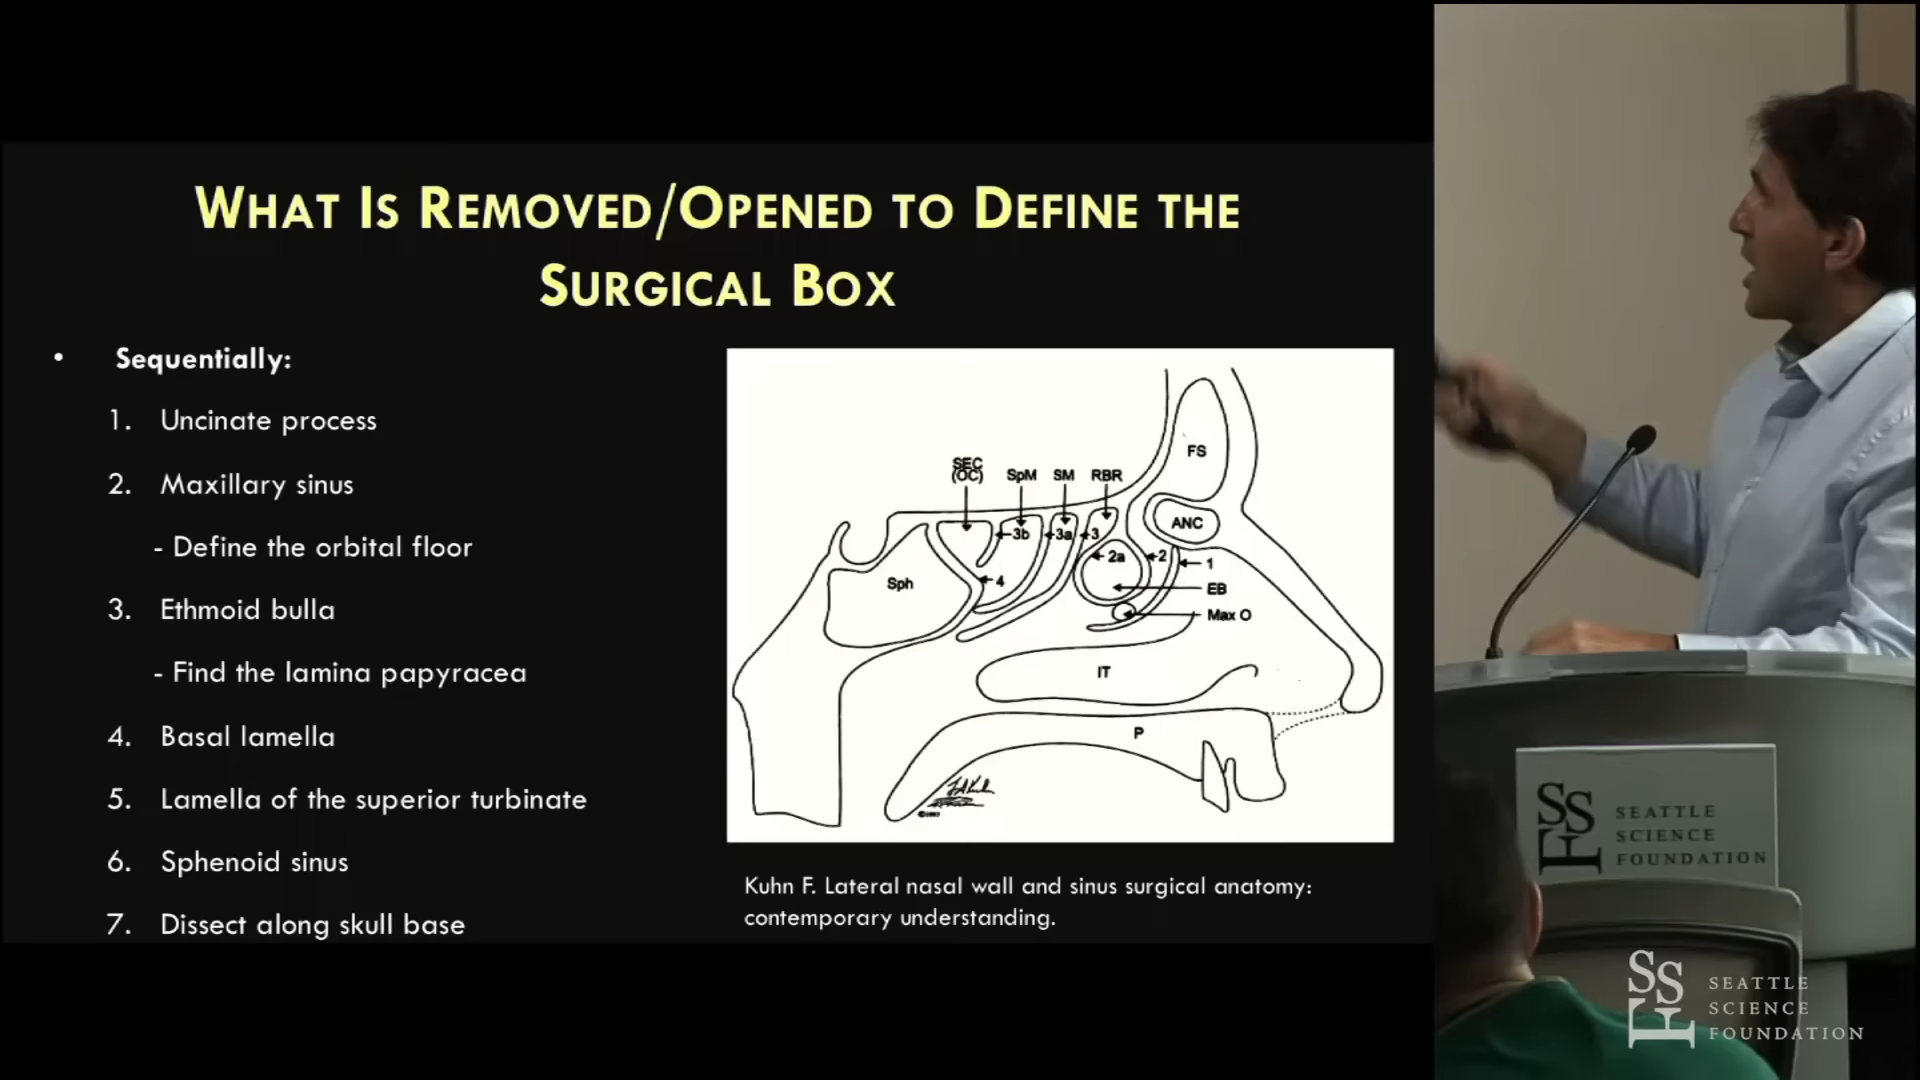 WHAT IS REMOVED/OPENED TO DEFINE THE
SURGICAL BOX
• Sequentially:
1. Uncinate process
2. Maxillary sinus
- Define the orbital floor
3. Ethmoid bulla
- Find the lamina papyracea
4. Basal lamella
5. Lamella of the superior turbinate
6. Sphenoid sinus
7. Dissect along skull base
FS
SEC
(OC)
SpM
SM
RBR
ANC
3b
3a
3
2a
2
1
Sph
4
EB
Max O
IT
P
Kuhn F. Lateral nasal wall and sinus surgical anatomy:
contemporary understanding.
SEATTLE
SCIENCE
FOUNDATION
SEATTLE
SCIENCE
FOUNDATION